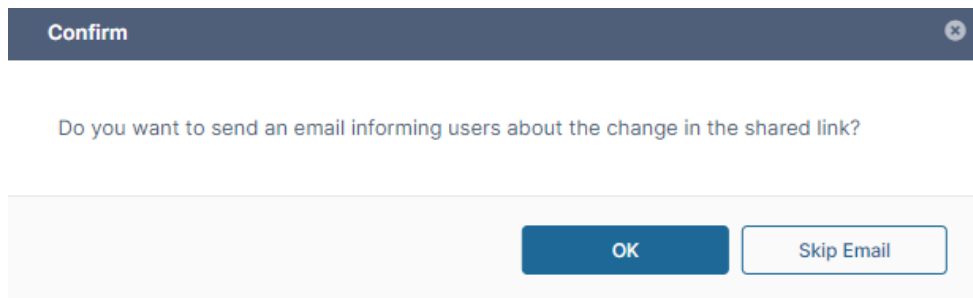 Confirm
Do you want to send an email informing users about the change in the shared link?
OK
Skip Email